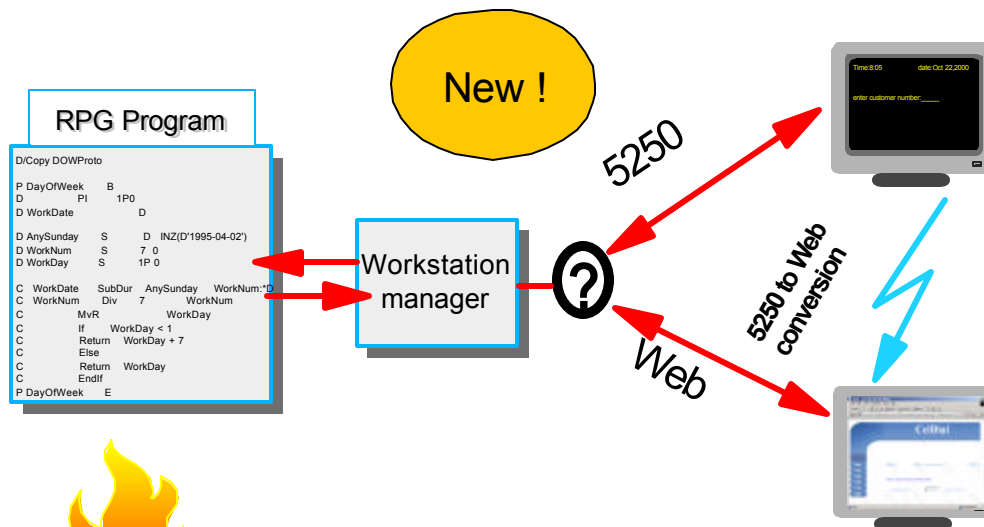 New !
RPG Program
D/Copy DOWProto
P DayOfWeek B
D PI 1P0
D WorkDate D
D AnySunday S D INZ(D'1995-04-02')
D WorkNum S 7 0
D WorkDay S 1P 0
C WorkDate SubDur AnySunday WorkNum:*D
C WorkNum Div 7 WorkNum
C MvR WorkDay
C If WorkDay < 1
C Return WorkDay + 7
C Else
C Return WorkDay
C EndIf
P DayOfWeek E
Workstation
manager
?
5250
Web
5250 to Web
conversion
Time:8:05 date:Oct 22,2000
enter customer number:_____